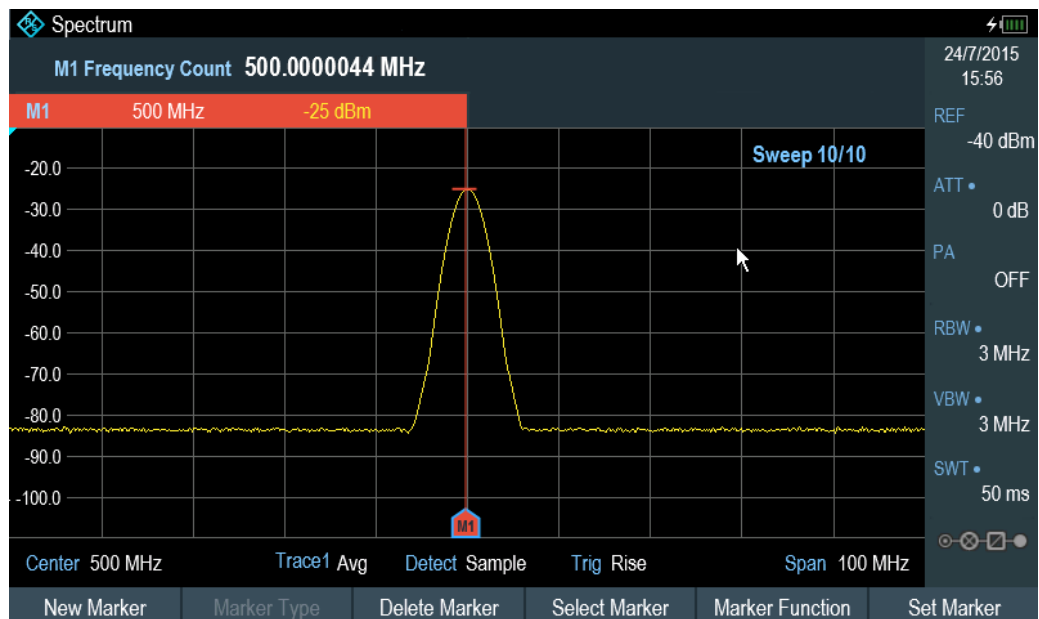 Spectrum
M1 Frequency Count 500.0000044 MHz
24/7/2015
15:56
M1 500 MHz -25 dBm
Sweep 10/10
-20.0
-30.0
-40.0
-50.0
-60.0
-70.0
-80.0
-90.0
-100.0
M1
REF
-40 dBm
ATT
0 dB
PA
OFF
RBW
3 MHz
VBW
3 MHz
SWT
50 ms
Center 500 MHz Trace1 Avg Detect Sample Trig Rise Span 100 MHz
New Marker Marker Type Delete Marker Select Marker Marker Function Set Marker